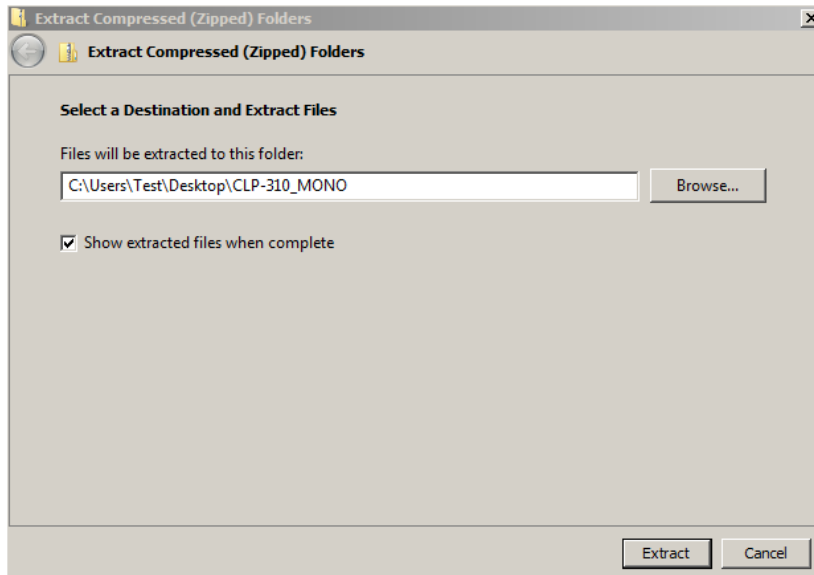 Extract Compressed (Zipped) Folders
Extract Compressed (Zipped) Folders
Select a Destination and Extract Files
Files will be extracted to this folder:
C:\Users\Test\Desktop\CLP-310_MONO
Browse...
Show extracted files when complete
Extract
Cancel